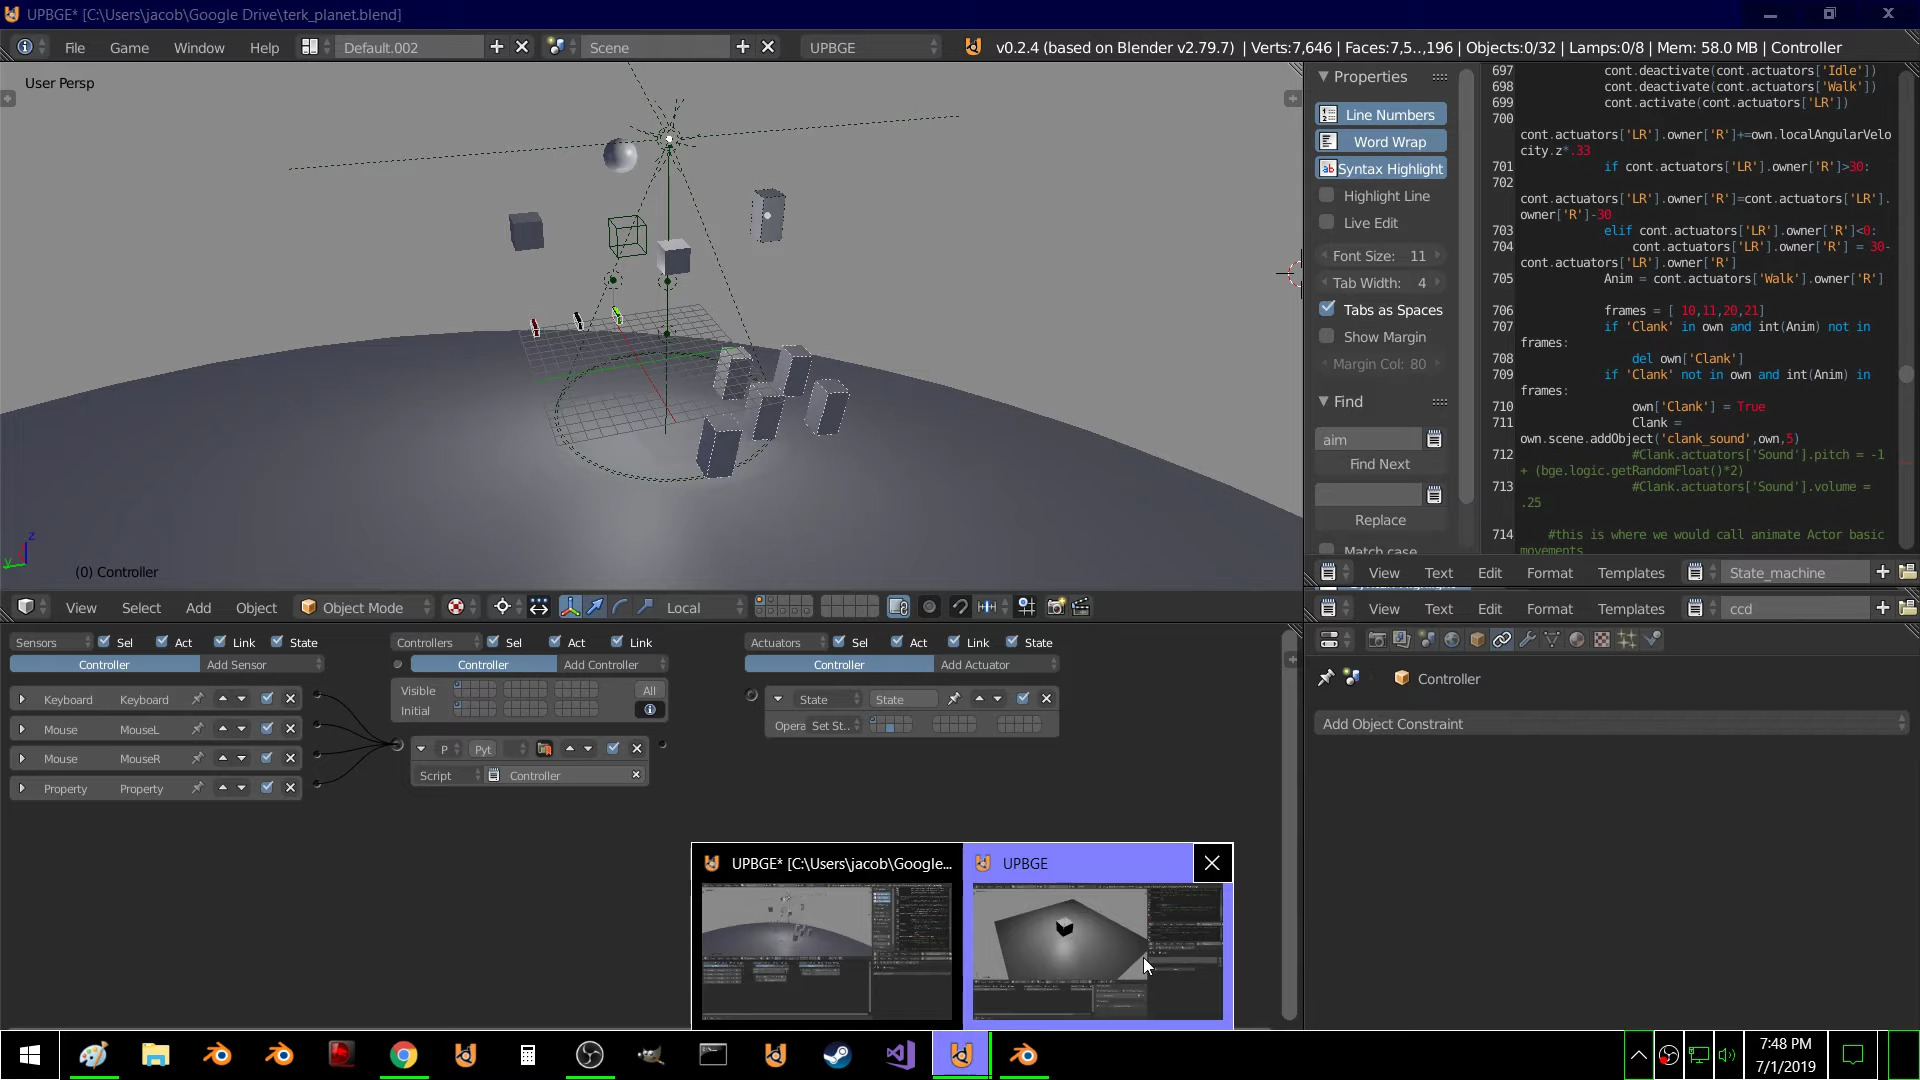 UPBGE* [C:\Users\jacob\Google Drive\terk_planet.blend]
File Game Window Help Default.002 Scene UPBGE v0.2.4 (based on Blender v2.79.7) | Verts:7,646 | Faces:7,5..,196 | Objects:0/32 | Lamps:0/8 | Mem: 58.0 MB | Controller
User Persp
(0) Controller
View Select Add Object Object Mode Local
Properties
Line Numbers
Word Wrap
Syntax Highlight
Highlight Line
Live Edit
Font Size: 11
Tab Width: 4
Tabs as Spaces
Show Margin
Margin Col: 80
Find
aim
Find Next
Replace
Match case
697 cont.deactivate(cont.actuators['Idle'])
698 cont.deactivate(cont.actuators['Walk'])
699 cont.activate(cont.actuators['LR'])
700
cont.actuators['LR'].owner['R']+=own.localAngularVelo
city.z*.33
701 if cont.actuators['LR'].owner['R']>30:
702
cont.actuators['LR'].owner['R']=cont.actuators['LR'].
owner['R']-30
703 elif cont.actuators['LR'].owner['R']<0:
704 cont.actuators['LR'].owner['R'] = 30-
cont.actuators['LR'].owner['R']
705 Anim = cont.actuators['Walk'].owner['R']
706 frames = [ 10,11,20,21]
707 if 'Clank' in own and int(Anim) not in
frames:
708 del own['Clank']
709 if 'Clank' not in own and int(Anim) in
frames:
710 own['Clank'] = True
711 Clank =
own.scene.addObject('clank_sound',own,5)
712 #Clank.actuators['Sound'].pitch = -1
+ (bge.logic.getRandomFloat()*2)
713 #Clank.actuators['Sound'].volume =
.25
714 #this is where we would call animate Actor basic
movements
View Text Edit Format Templates State_machine
View Text Edit Format Templates ccd
Controller
Add Object Constraint
Sensors Sel Act Link State
Controller Add Sensor
Keyboard Keyboard
Mouse MouseL
Mouse MouseR
Property Property
Controllers Sel Act Link
Controller Add Controller
Visible All
Initial
P Pyt
Script Controller
Actuators Sel Act Link State
Controller Add Actuator
State State
Opera Set St..
UPBGE* [C:\Users\jacob\Google... UPBGE
7:48 PM
7/1/2019